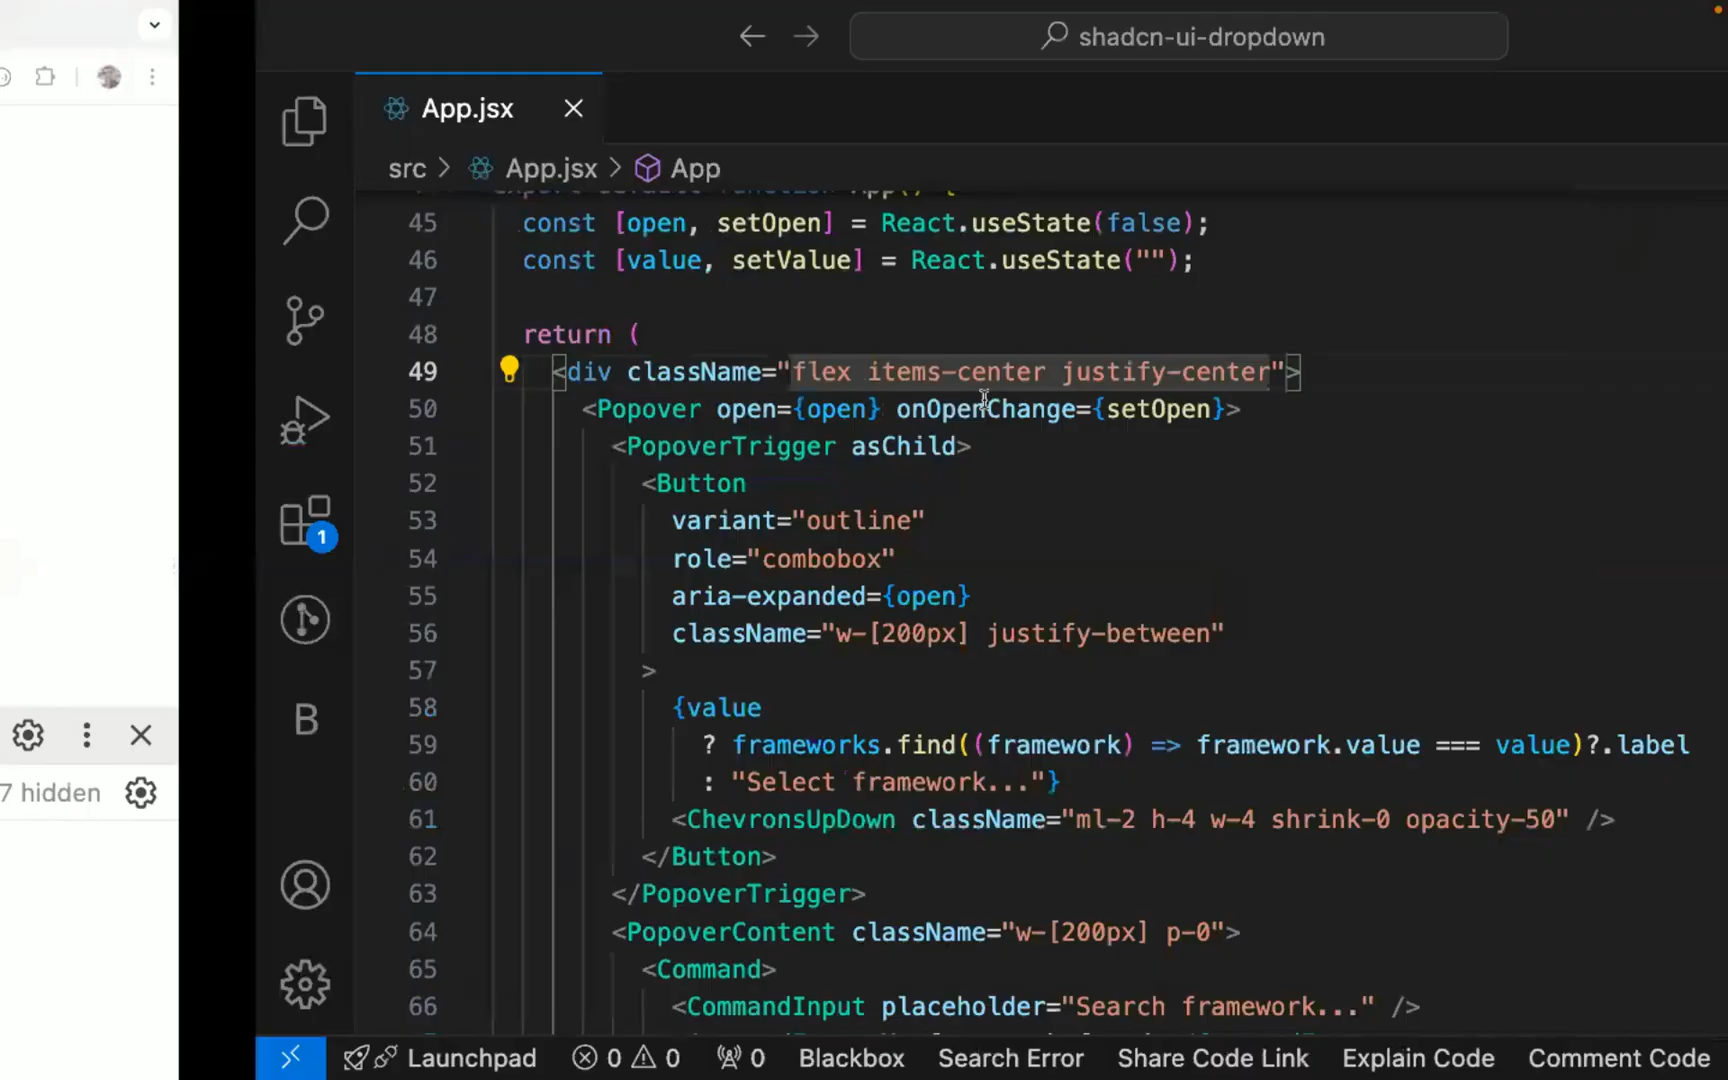 shadcn-ui-dropdown
App.jsx
src > App.jsx > App
45 const [open, setOpen] = React.useState(false);
46 const [value, setValue] = React.useState("");
47
48 return (
49 <div className="flex items-center justify-center">
50 <Popover open={open} onOpenChange={setOpen}>
51 <PopoverTrigger asChild>
52 <Button
53 variant="outline"
54 role="combobox"
55 aria-expanded={open}
56 className="w-[200px] justify-between"
57 >
58 {value
59 ? frameworks.find((framework) => framework.value === value)?.label
60 : "Select framework..."}
61 <ChevronsUpDown className="ml-2 h-4 w-4 shrink-0 opacity-50" />
62 </Button>
63 </PopoverTrigger>
64 <PopoverContent className="w-[200px] p-0">
65 <Command>
66 <CommandInput placeholder="Search framework..." />
1
B
7 hidden
Launchpad 0 0 0 Blackbox Search Error Share Code Link Explain Code Comment Code